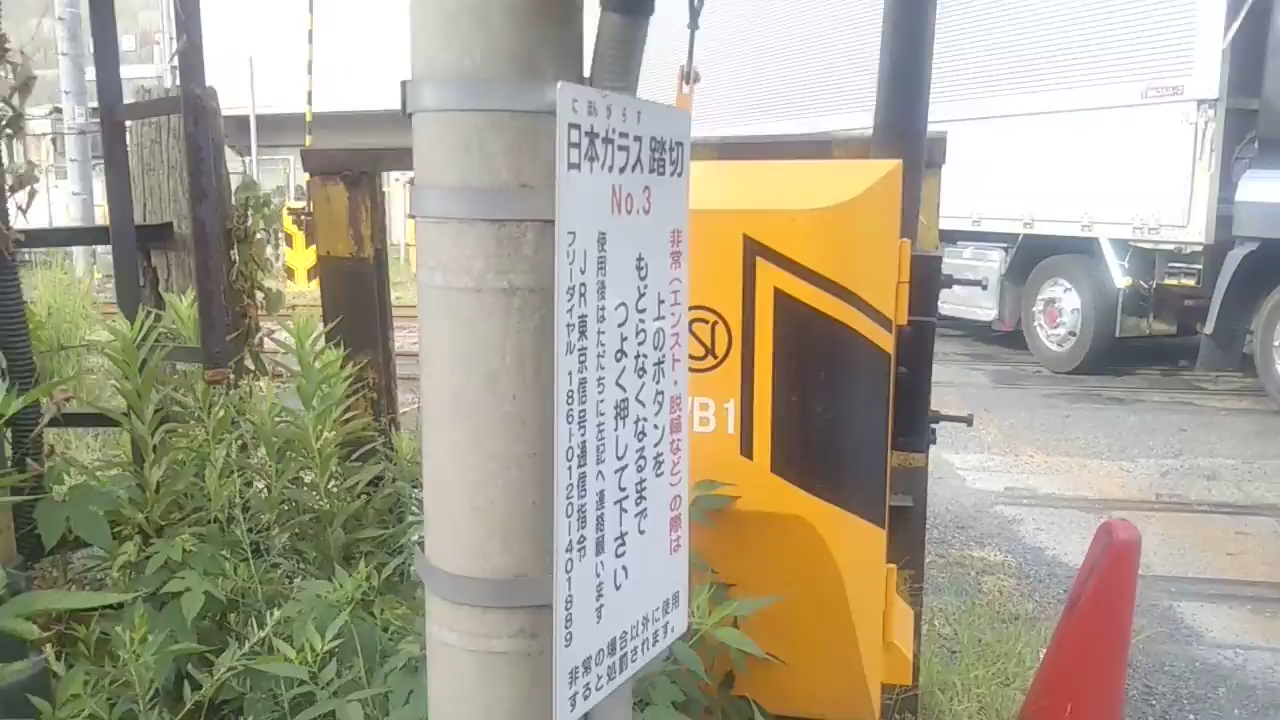 にほんがらす
日本ガラス踏切
No.3
非常(エンスト・脱輪など)の際は
上のボタンを
もどらなくなるまで
つよく押して下さい
使用後はただちに左記へ連絡願います
JR東京信号通信指令
フリーダイヤル 186-0120-401889
非常の場合以外に使用
すると処罰されます。
VB1